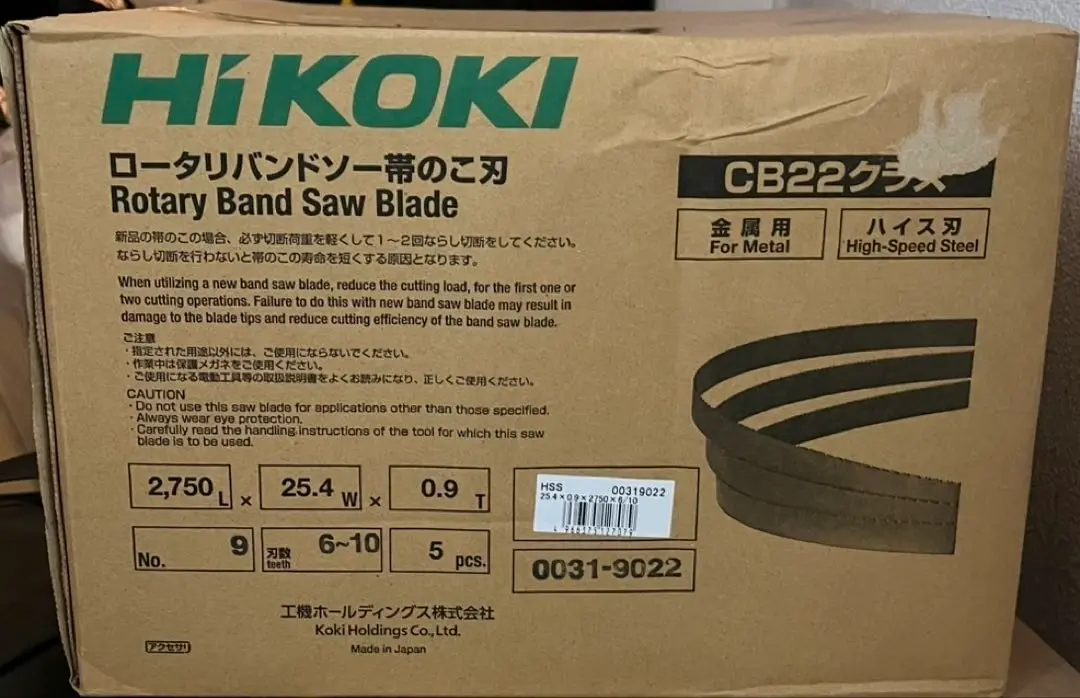 HiKOKI
ロータリバンドソー帯のこ刃
Rotary Band Saw Blade
CB22クラス
金属用
For Metal
ハイス刃
High-Speed Steel
新品の帯のこの場合、必ず切断荷重を軽くして1〜2回ならし切断をしてください。
ならし切断を行わないと帯のこの寿命を短くする原因となります。
When utilizing a new band saw blade, reduce the cutting load, for the first one or
two cutting operations. Failure to do this with new band saw blade may result in
damage to the blade tips and reduce cutting efficiency of the band saw blade.
ご注意
・指定された用途以外には、ご使用にならないでください。
・作業中は保護メガネをご使用ください。
・ご使用になる電動工具等の取扱説明書をよくお読みになり、正しくご使用ください。
CAUTION
・Do not use this saw blade for applications other than those specified.
・Always wear eye protection.
・Carefully read the handling instructions of the tool for which this saw
blade is to be used.
2,750 L × 25.4 W × 0.9 T
No. 9
刃数 teeth 6~10
5 pcs.
HSS 00319022
25.4×0.9×2750×6/10
0031-9022
工機ホールディングス株式会社
Koki Holdings Co., Ltd.
Made in Japan
アクセサリ